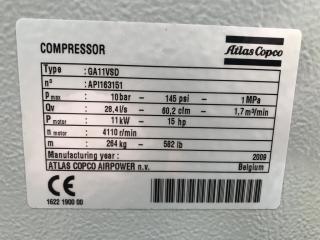 COMPRESSOR
Atlas Copco
Type : GA11VSD
n° : API163151
P max : 10 bar - 145 psi - 1 MPa
Qv : 28,4 l/s - 60,2 cfm - 1,7 m³/min
P motor : 11 kW - 15 hp
n motor : 4110 r/min
m : 264 kg - 582 lb
Manufacturing year : 2009
ATLAS COPCO AIRPOWER n.v. Belgium
CE
1622 1900 00